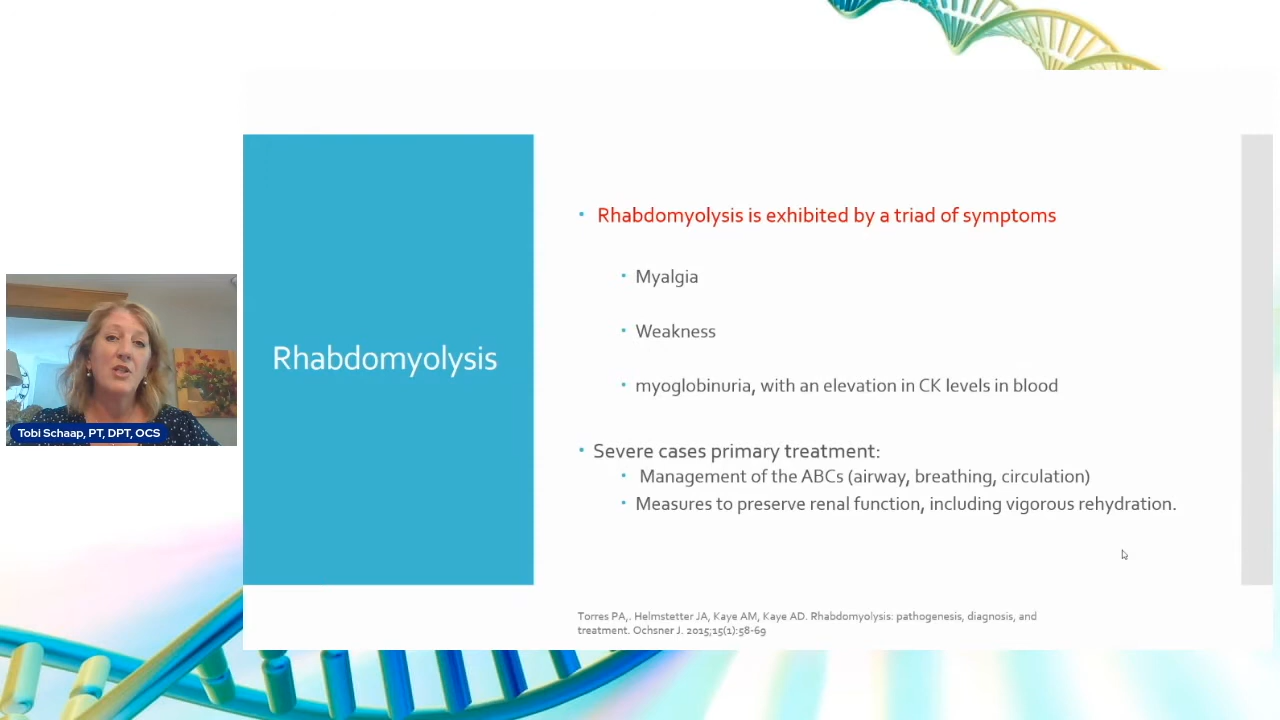 Rhabdomyolysis is exhibited by a triad of symptoms
Myalgia
Weakness
Rhabdomyolysis
myoglobinuria, with an elevation in CK levels in blood
Tobi Schaap, PT, DPT, OCS
Severe cases primary treatment:
Management of the ABCs (airway, breathing, circulation)
Measures to preserve renal function, including vigorous rehydration.
Torres PA,. Helmstetter JA, Kaye AM, Kaye AD. Rhabdomyolysis: pathogenesis, diagnosis, and
treatment. Ochsner J. 2015;15(1):58-69